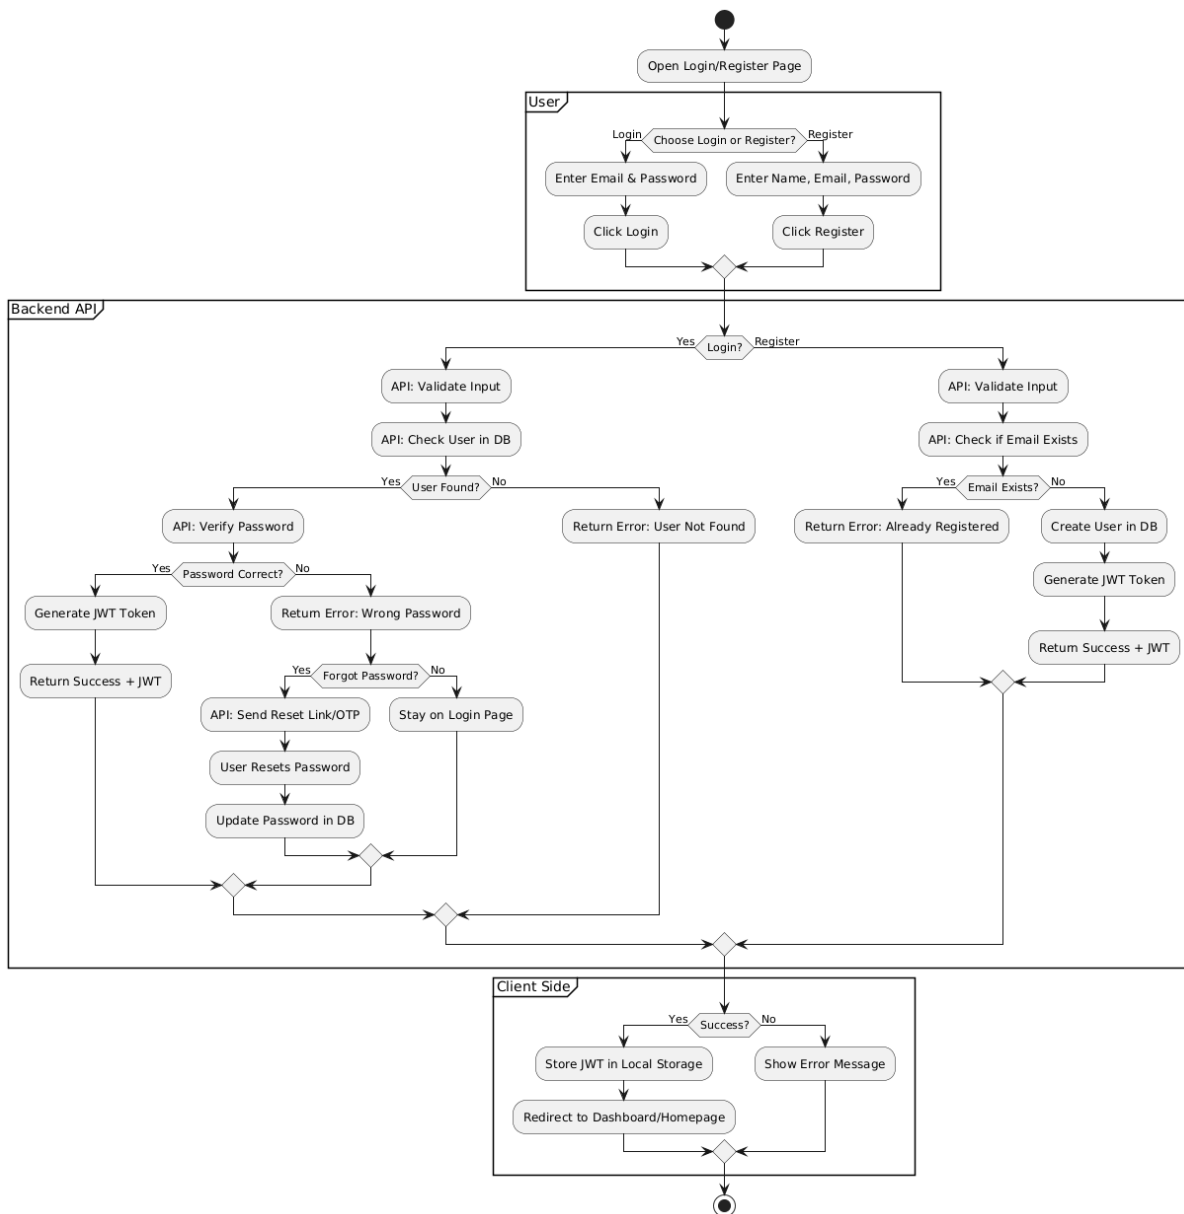 Open Login/Register Page
User
Login
Choose Login or Register?
Register
Enter Email & Password
Enter Name, Email, Password
Click Login
Click Register
Backend API
Yes
Login?
Register
API: Validate Input
API: Validate Input
API: Check User in DB
API: Check if Email Exists
Yes
User Found?
No
Yes
Email Exists?
No
API: Verify Password
Return Error: User Not Found
Return Error: Already Registered
Create User in DB
Yes
Password Correct?
No
Generate JWT Token
Generate JWT Token
Return Error: Wrong Password
Return Success + JWT
Yes
Forgot Password?
No
Return Success + JWT
API: Send Reset Link/OTP
Stay on Login Page
User Resets Password
Update Password in DB
Client Side
Yes
Success?
No
Store JWT in Local Storage
Show Error Message
Redirect to Dashboard/Homepage